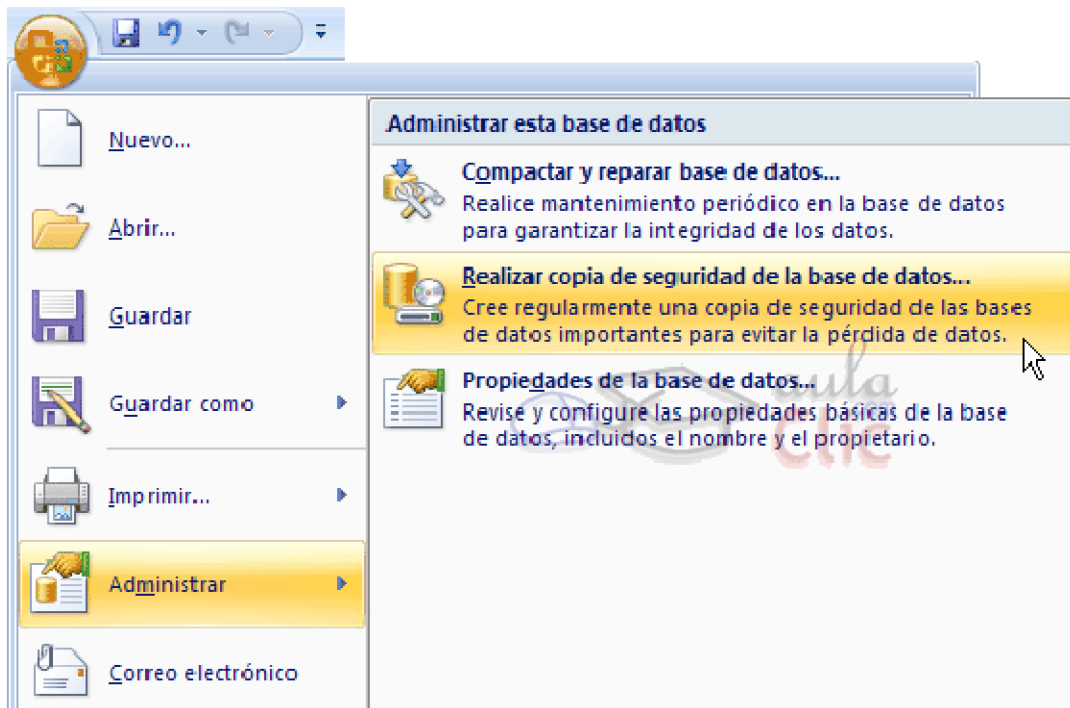 Nuevo...
Abrir...
Guardar
Guardar como
Imprimir...
Administrar
Correo electrónico
Administrar esta base de datos
Compactar y reparar base de datos...
Realice mantenimiento periódico en la base de datos
para garantizar la integridad de los datos.
Realizar copia de seguridad de la base de datos...
Cree regularmente una copia de seguridad de las bases
de datos importantes para evitar la pérdida de datos.
Propiedades de la base de datos...
Revise y configure las propiedades básicas de la base
de datos, incluidos el nombre y el propietario.
aula
Clic